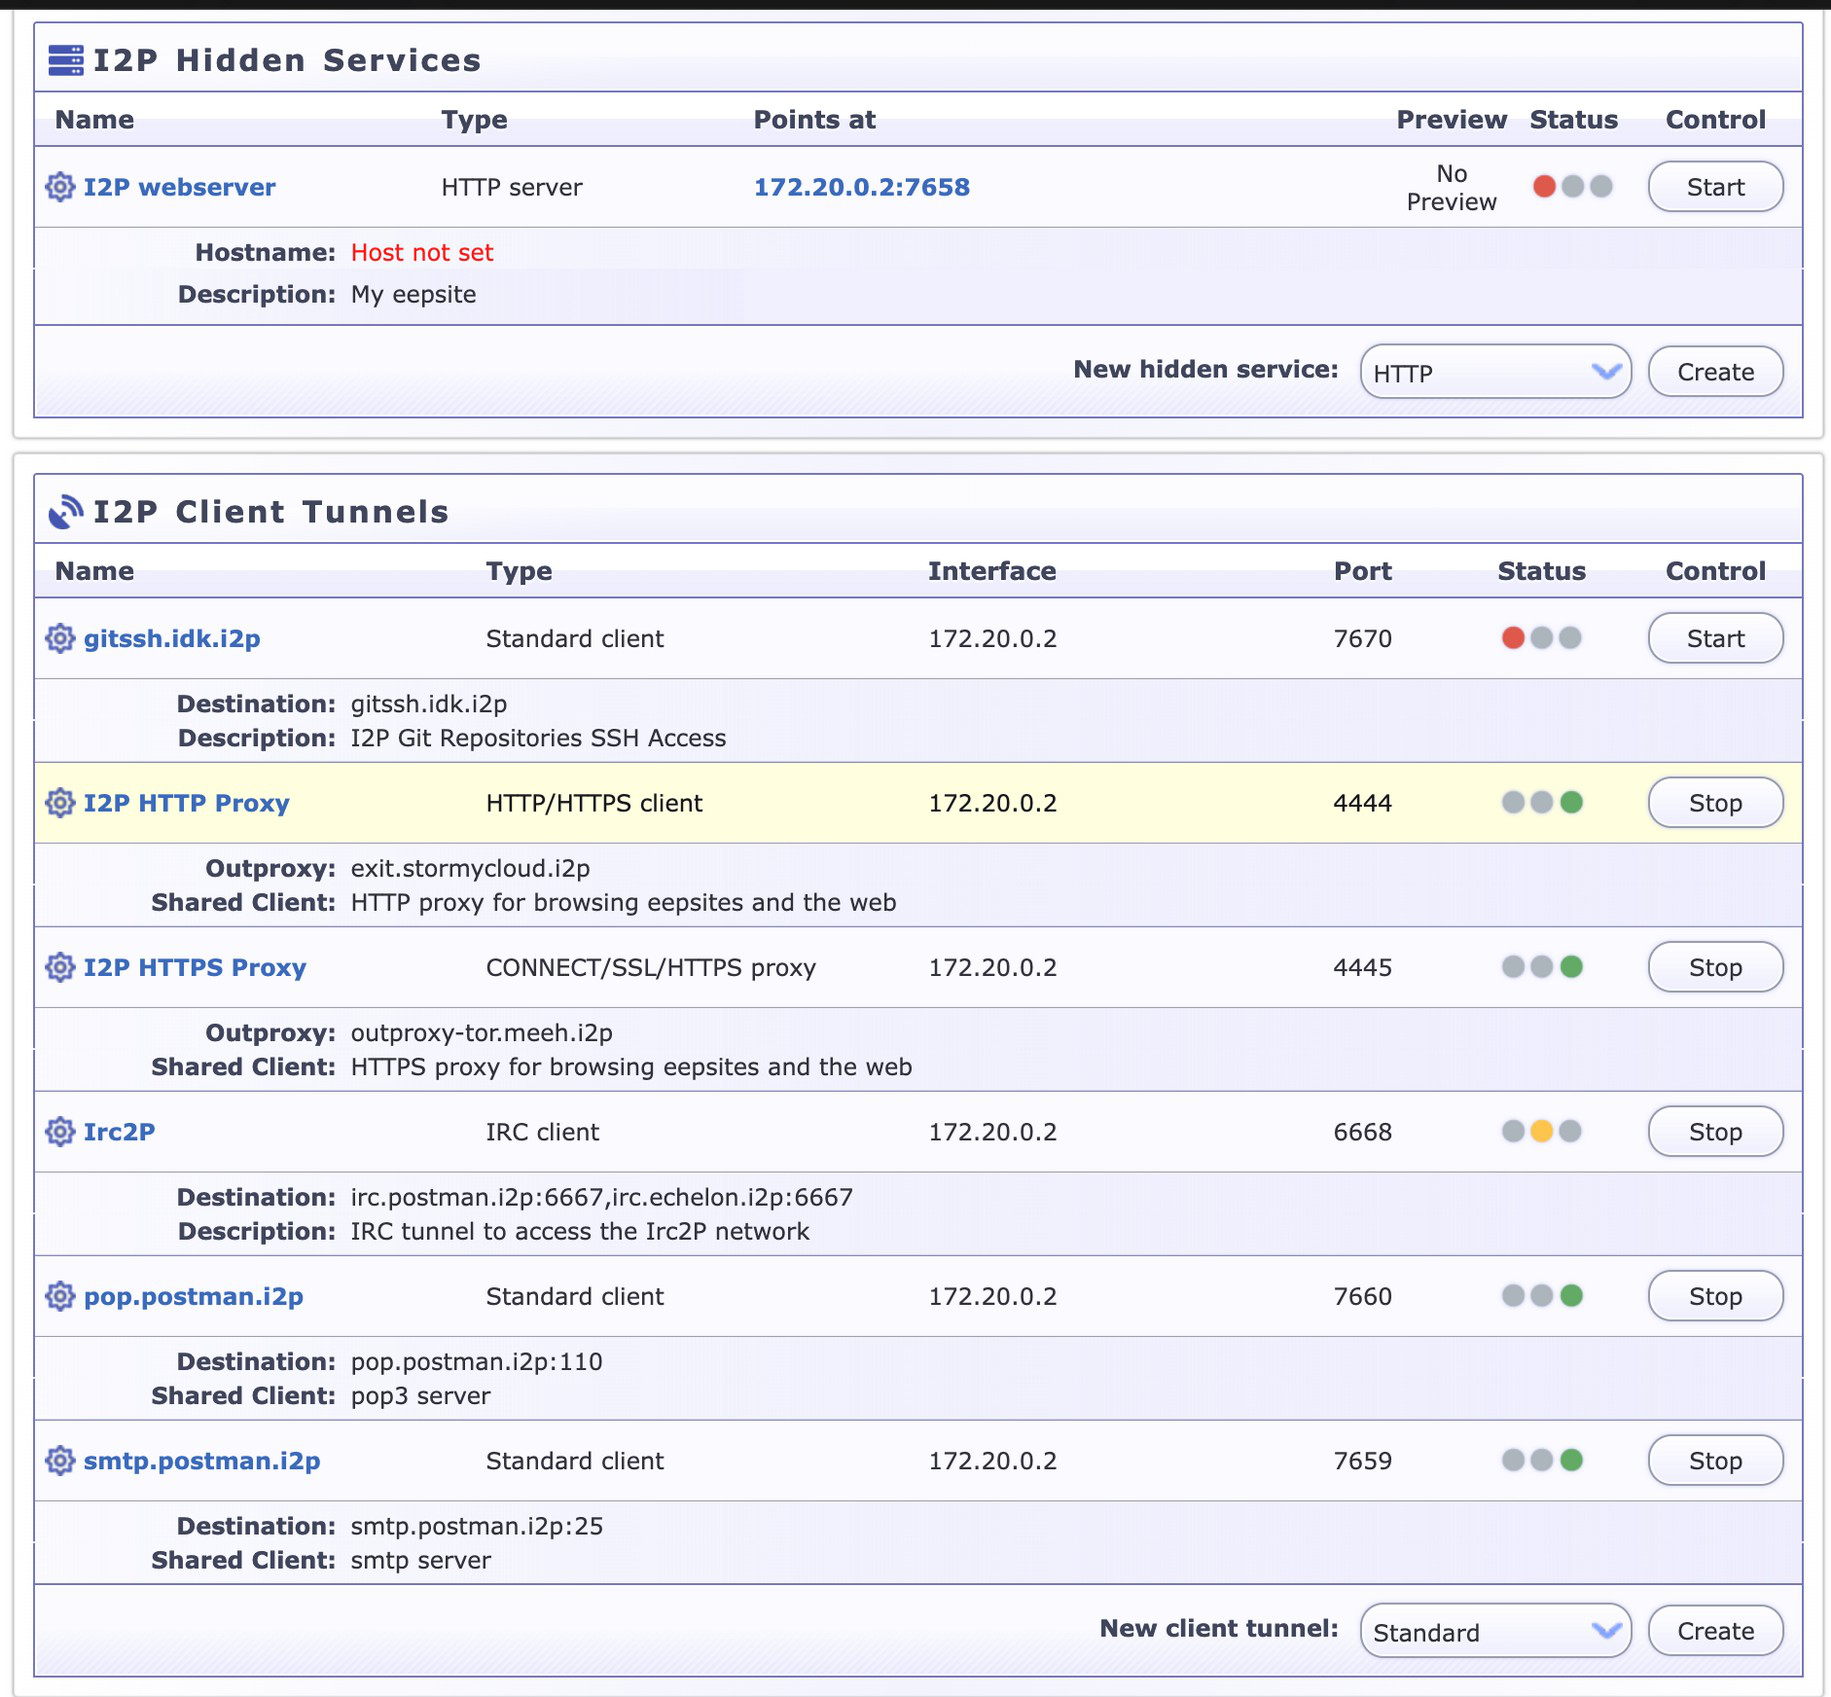 I2P Hidden Services
Name Type Points at Preview Status Control
I2P webserver HTTP server 172.20.0.2:7658 No Preview Start
Hostname: Host not set
Description: My eepsite
New hidden service: HTTP Create
I2P Client Tunnels
Name Type Interface Port Status Control
gitssh.idk.i2p Standard client 172.20.0.2 7670 Start
Destination: gitssh.idk.i2p
Description: I2P Git Repositories SSH Access
I2P HTTP Proxy HTTP/HTTPS client 172.20.0.2 4444 Stop
Outproxy: exit.stormycloud.i2p
Shared Client: HTTP proxy for browsing eepsites and the web
I2P HTTPS Proxy CONNECT/SSL/HTTPS proxy 172.20.0.2 4445 Stop
Outproxy: outproxy-tor.meeh.i2p
Shared Client: HTTPS proxy for browsing eepsites and the web
Irc2P IRC client 172.20.0.2 6668 Stop
Destination: irc.postman.i2p:6667,irc.echelon.i2p:6667
Description: IRC tunnel to access the Irc2P network
pop.postman.i2p Standard client 172.20.0.2 7660 Stop
Destination: pop.postman.i2p:110
Shared Client: pop3 server
smtp.postman.i2p Standard client 172.20.0.2 7659 Stop
Destination: smtp.postman.i2p:25
Shared Client: smtp server
New client tunnel: Standard Create